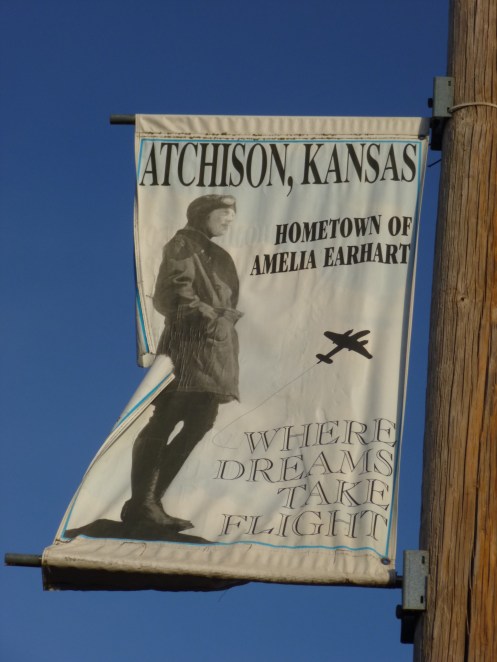 ATCHISON, KANSAS
HOMETOWN OF
AMELIA EARHART
WHERE
DREAMS
TAKE
FLIGHT